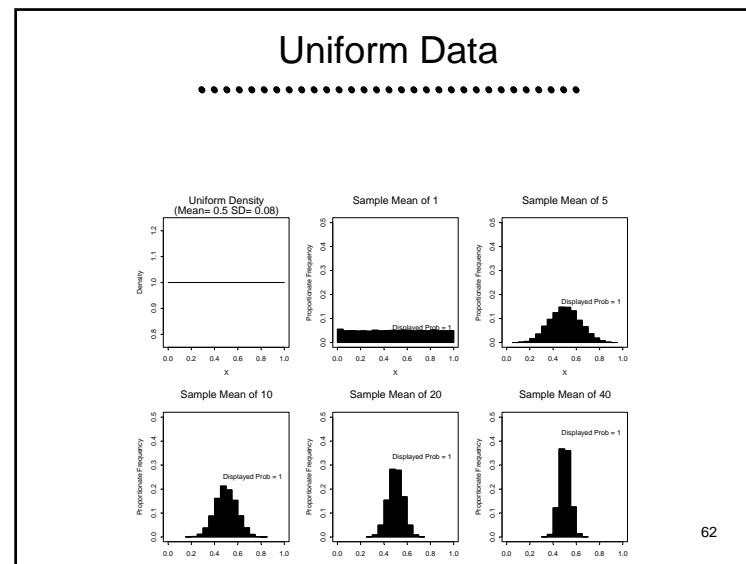 Uniform Data
Uniform Density
(Mean= 0.5 SD= 0.08)
Density
0.8 0.9 1.0 1.1 1.2
0.0 0.2 0.4 0.6 0.8 1.0
X
Sample Mean of 1
Proportionate Frequency
0.0 0.1 0.2 0.3 0.4 0.5
Displayed Prob = 1
0.0 0.2 0.4 0.6 0.8 1.0
X
Sample Mean of 5
Proportionate Frequency
0.0 0.1 0.2 0.3 0.4 0.5
Displayed Prob = 1
0.0 0.2 0.4 0.6 0.8 1.0
X
Sample Mean of 10
Proportionate Frequency
0.0 0.1 0.2 0.3 0.4 0.5
Displayed Prob = 1
0.0 0.2 0.4 0.6 0.8 1.0
Sample Mean of 20
Proportionate Frequency
0.0 0.1 0.2 0.3 0.4 0.5
Displayed Prob = 1
0.0 0.2 0.4 0.6 0.8 1.0
Sample Mean of 40
Proportionate Frequency
0.0 0.1 0.2 0.3 0.4 0.5
Displayed Prob = 1
0.0 0.2 0.4 0.6 0.8 1.0
62